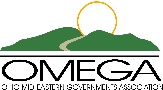 OMEGA
OHIO MID-EASTERN GOVERNMENTS ASSOCIATION